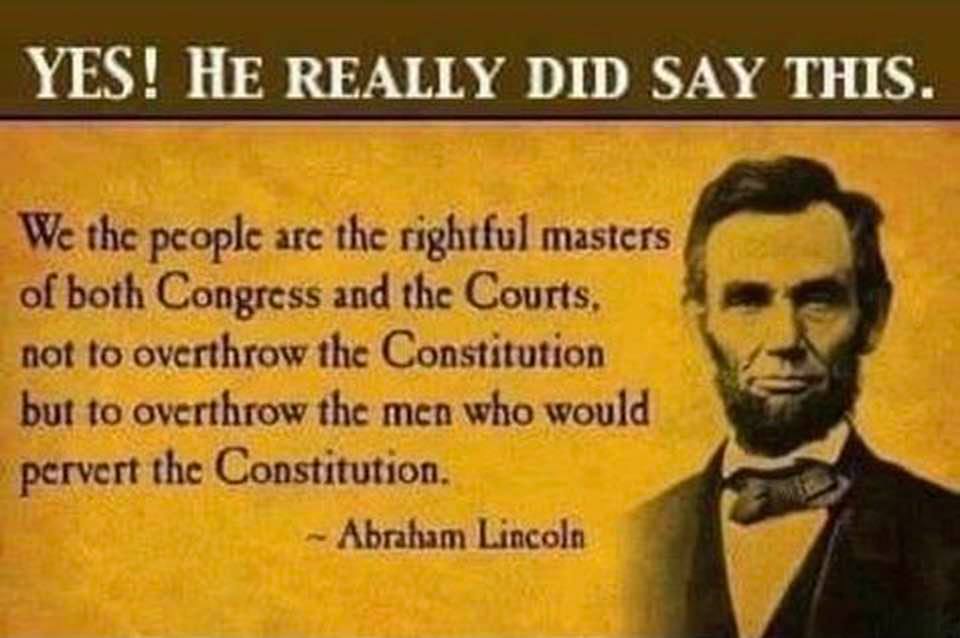 YES! HE REALLY DID SAY THIS.
We the people are the rightful masters
of both Congress and the Courts,
not to overthrow the Constitution
but to overthrow the men who would
pervert the Constitution.
~ Abraham Lincoln